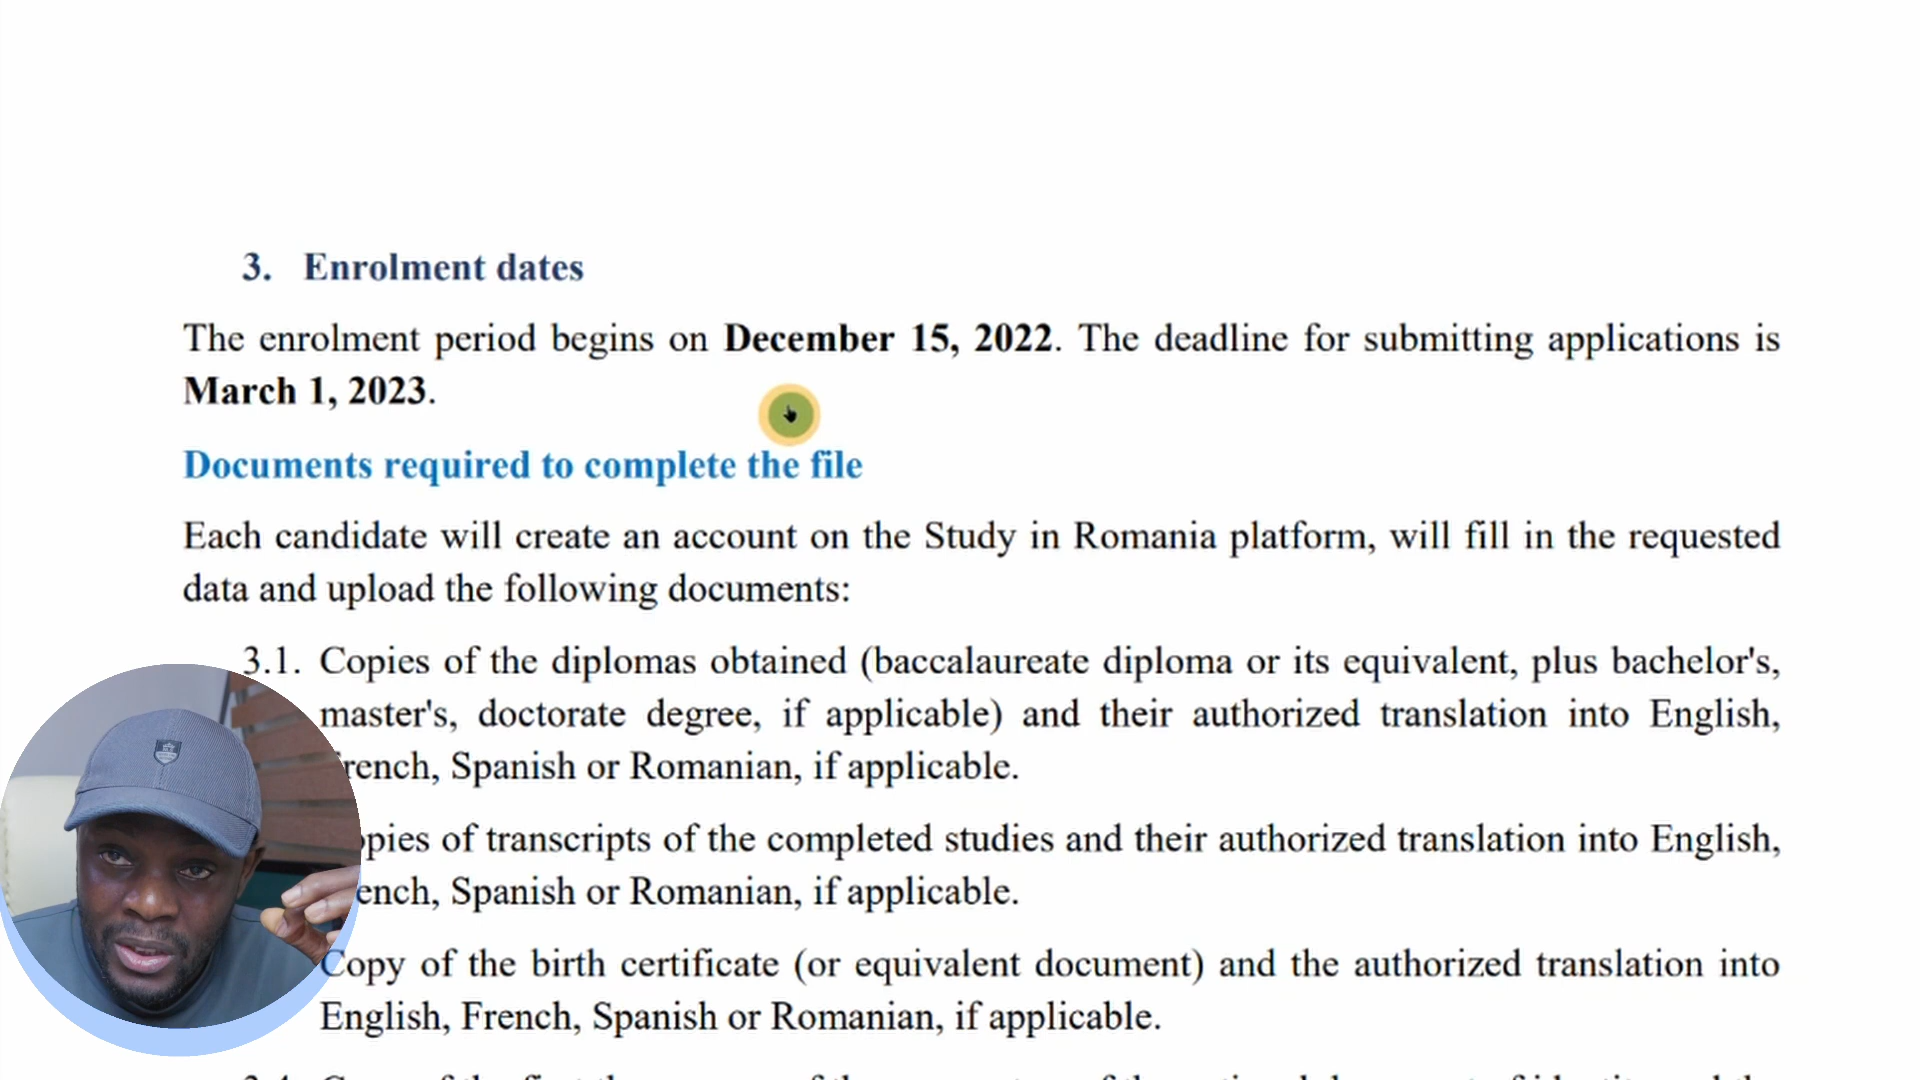 3. Enrolment dates
The enrolment period begins on December 15, 2022. The deadline for submitting applications is
March 1, 2023.
Documents required to complete the file
Each candidate will create an account on the Study in Romania platform, will fill in the requested
data and upload the following documents:
3.1. Copies of the diplomas obtained (baccalaureate diploma or its equivalent, plus bachelor's,
master's, doctorate degree, if applicable) and their authorized translation into English,
rench, Spanish or Romanian, if applicable.
pies of transcripts of the completed studies and their authorized translation into English,
ench, Spanish or Romanian, if applicable.
Copy of the birth certificate (or equivalent document) and the authorized translation into
English, French, Spanish or Romanian, if applicable.